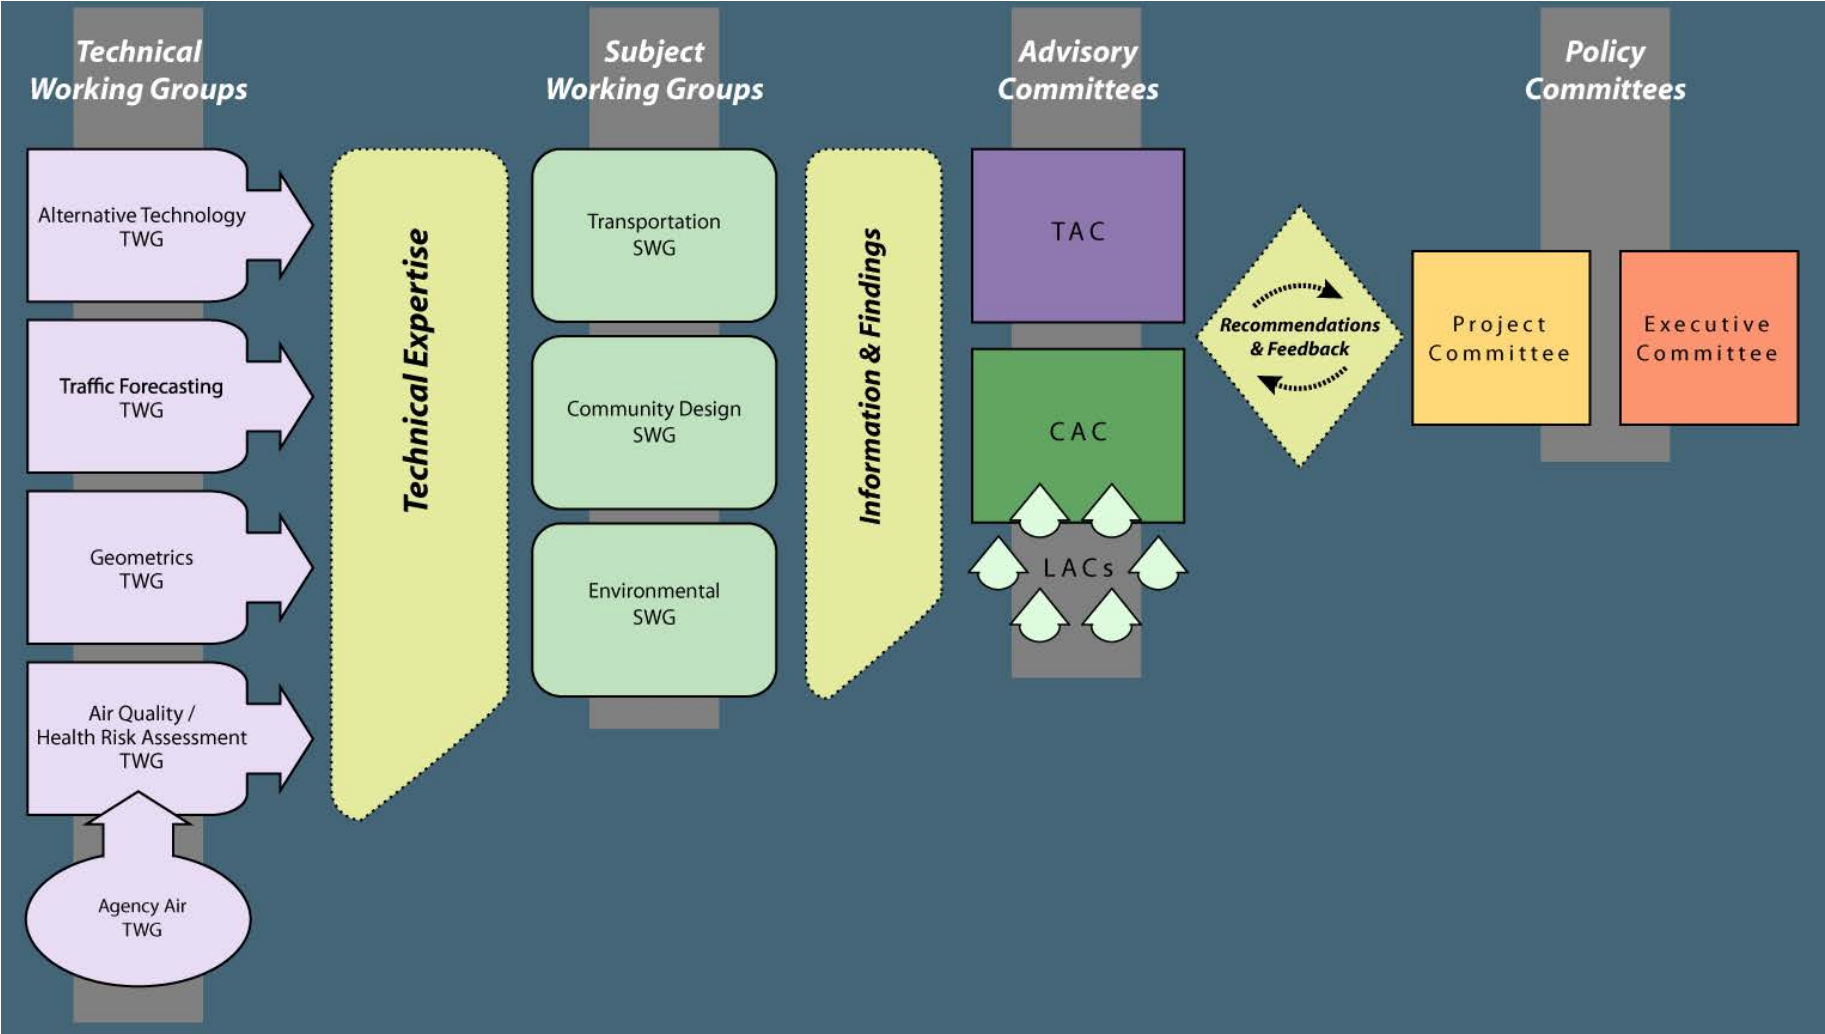 Technical
Working Groups
Subject
Working Groups
Advisory
Committees
Policy
Committees
Alternative Technology
TWG
Traffic Forecasting
TWG
Geometrics
TWG
Air Quality /
Health Risk Assessment
TWG
Agency Air
TWG
Technical Expertise
Transportation
SWG
Community Design
SWG
Environmental
SWG
Information & Findings
TAC
CAC
LACs
Recommendations
& Feedback
Project
Committee
Executive
Committee